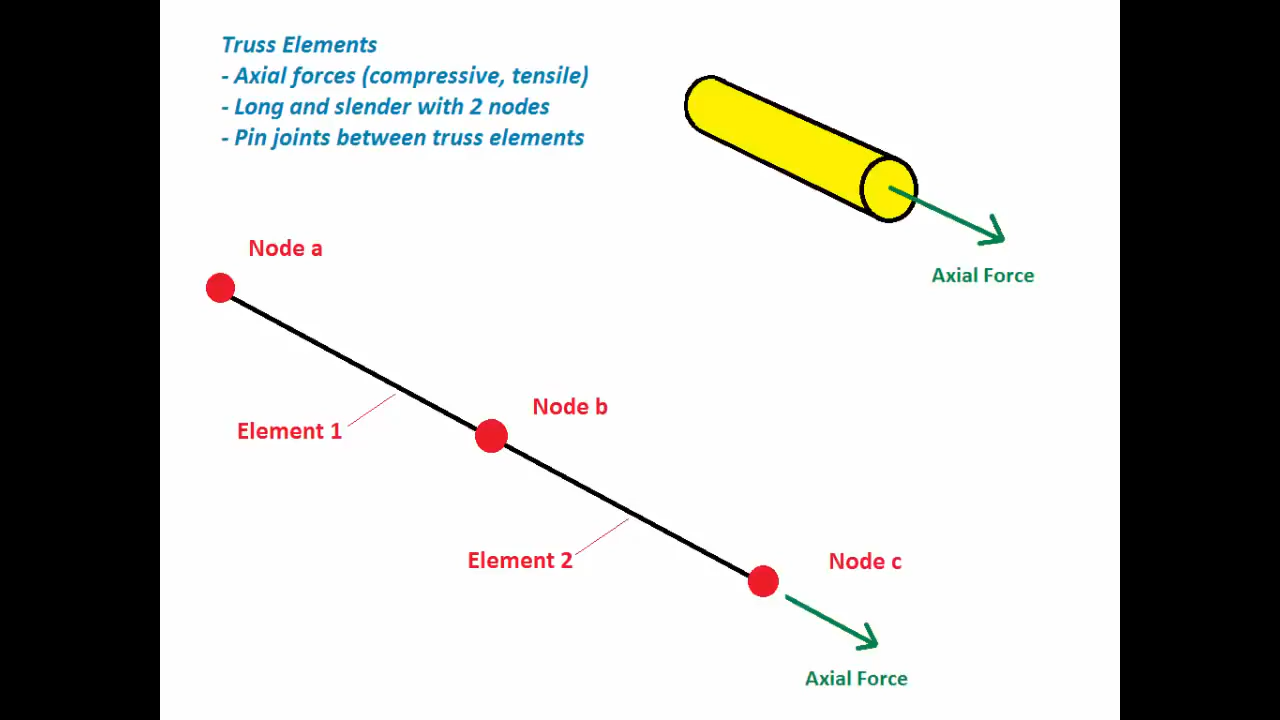 Truss Elements
- Axial forces (compressive, tensile)
- Long and slender with 2 nodes
- Pin joints between truss elements
Axial Force
Node a
Node b
Element 1
Element 2
Node c
Axial Force